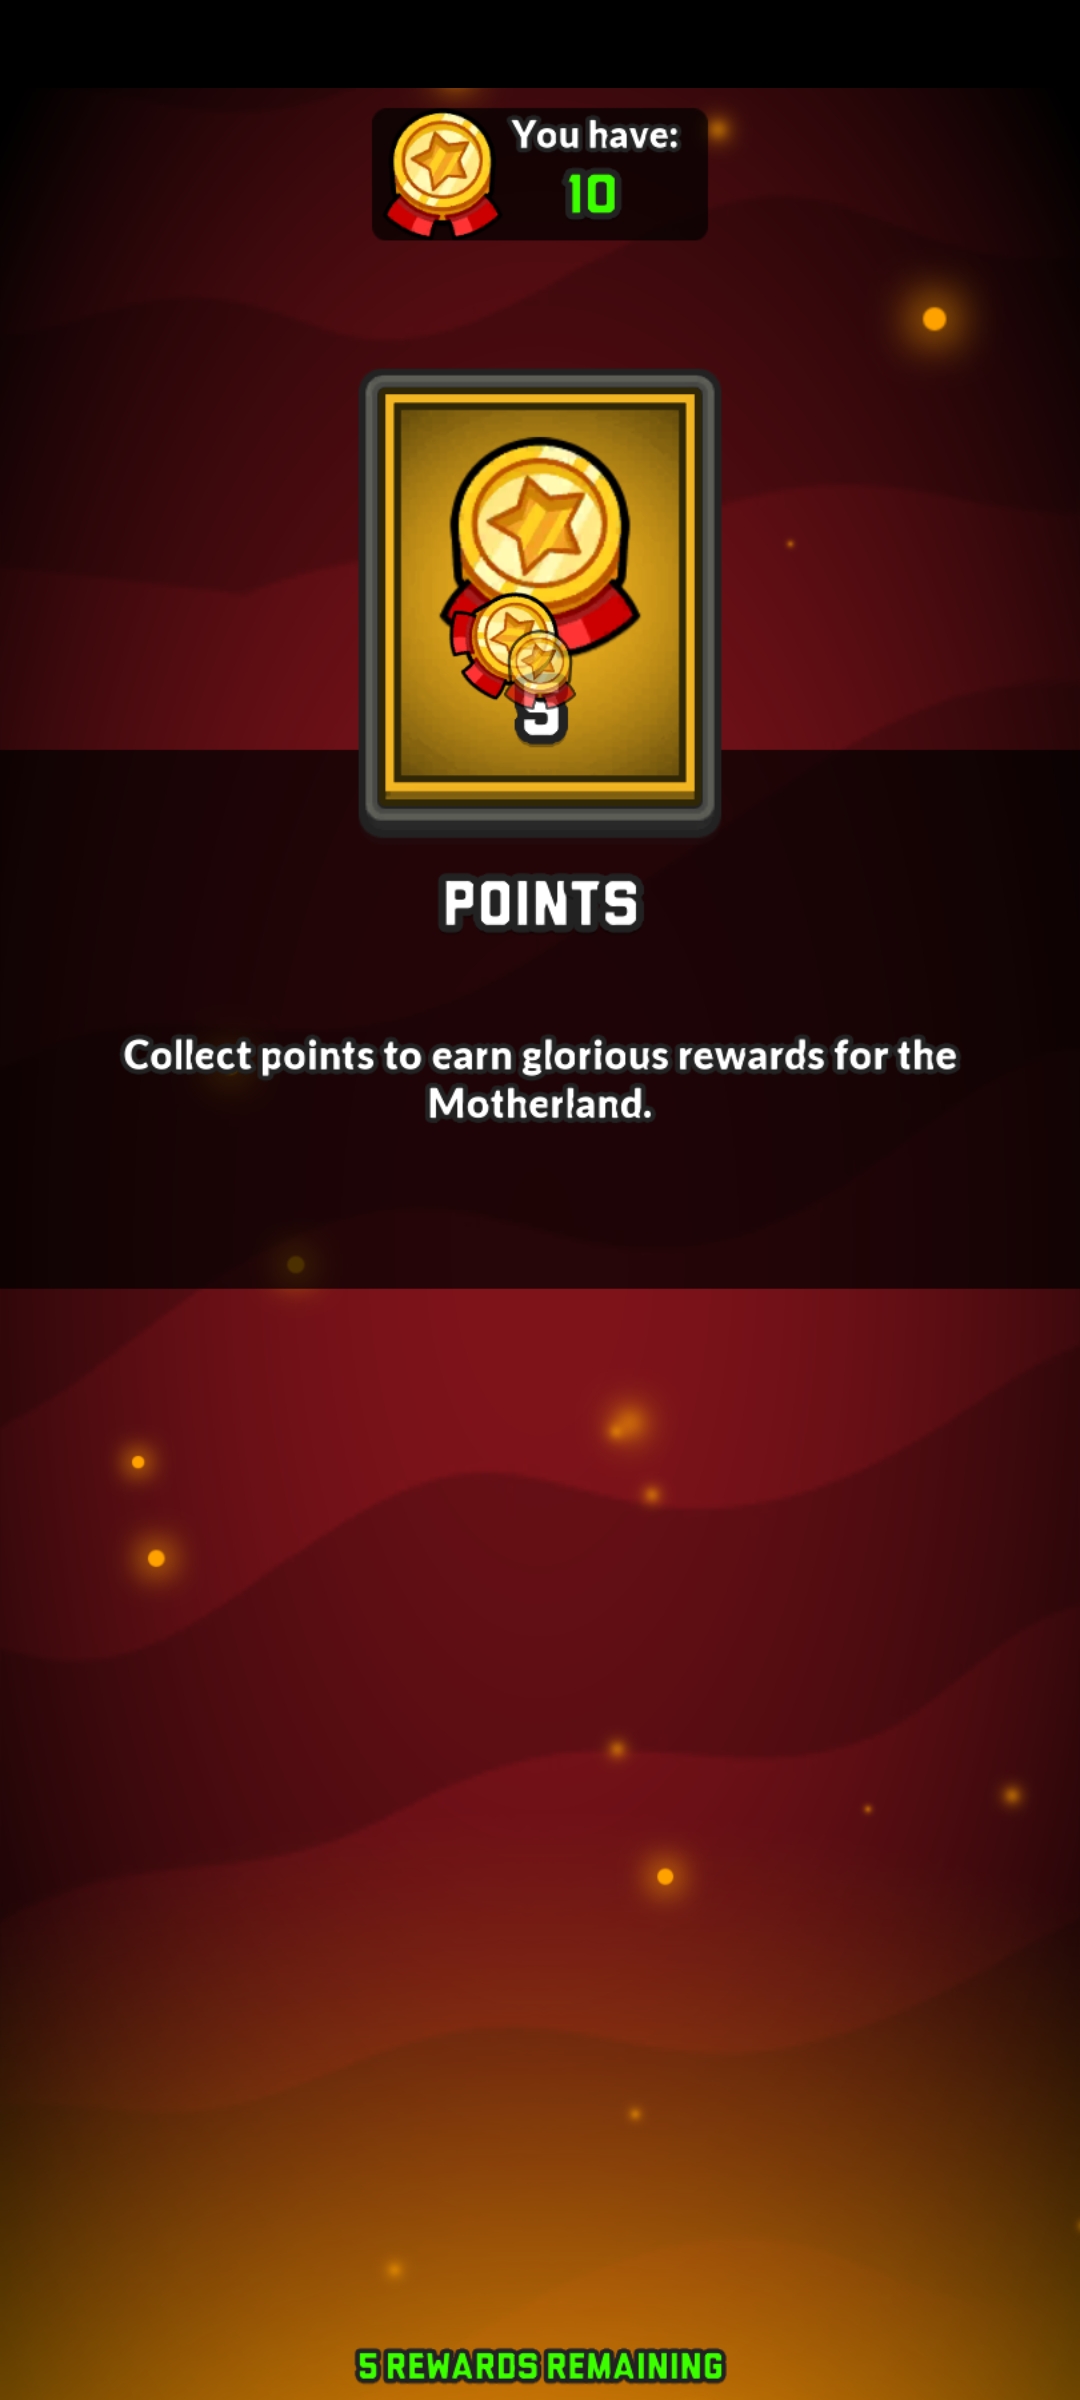 You have:
10
POINTS
Collect points to earn glorious rewards for the
Motherland.
5 REWARDS REMAINING